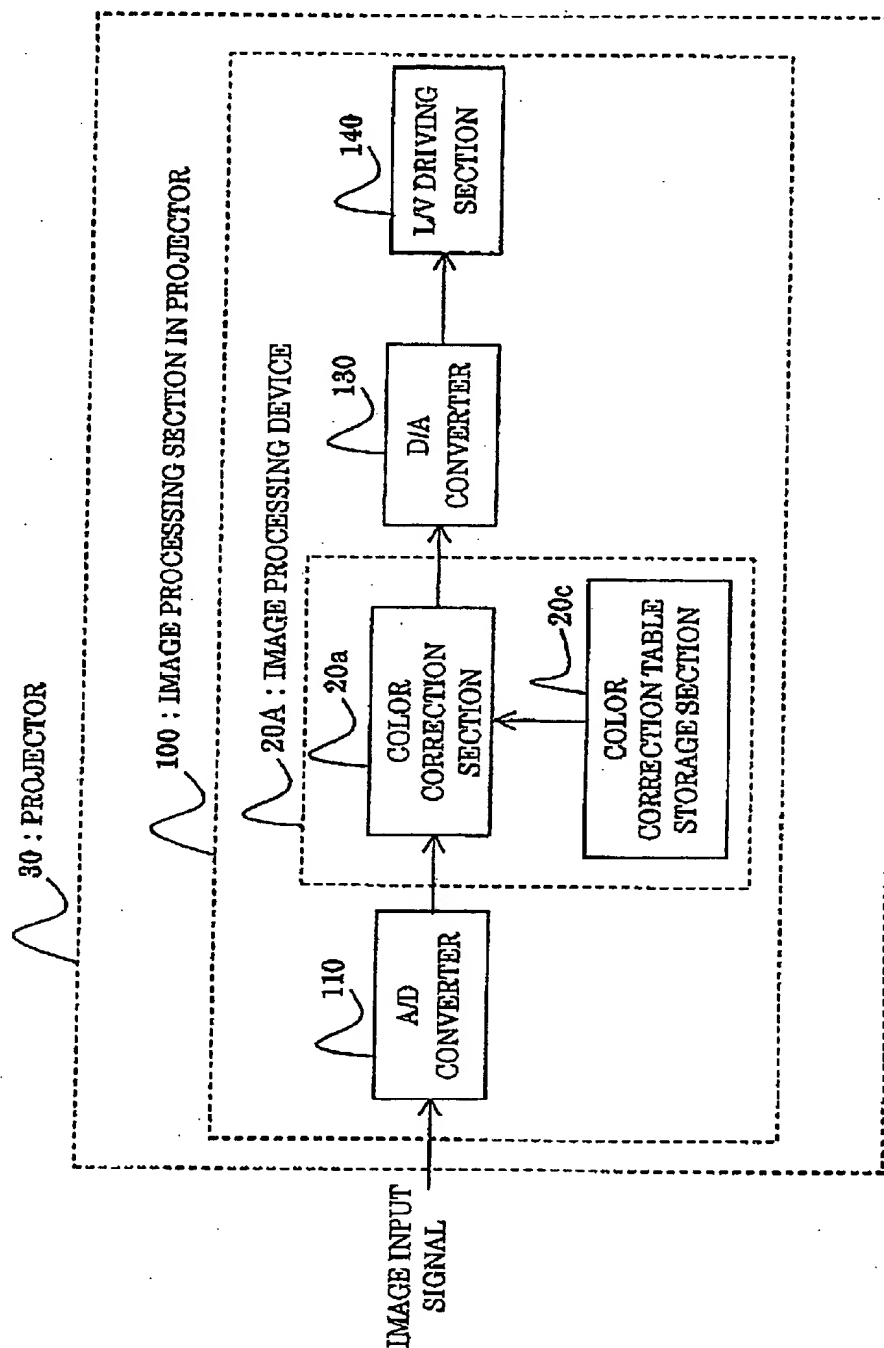 30 : PROJECTOR
100 : IMAGE PROCESSING SECTION IN PROJECTOR
20A : IMAGE PROCESSING DEVICE
IMAGE INPUT
SIGNAL
110
A/D
CONVERTER
20a
COLOR
CORRECTION
SECTION
20c
COLOR
CORRECTION TABLE
STORAGE SECTION
130
D/A
CONVERTER
140
L/V DRIVING
SECTION